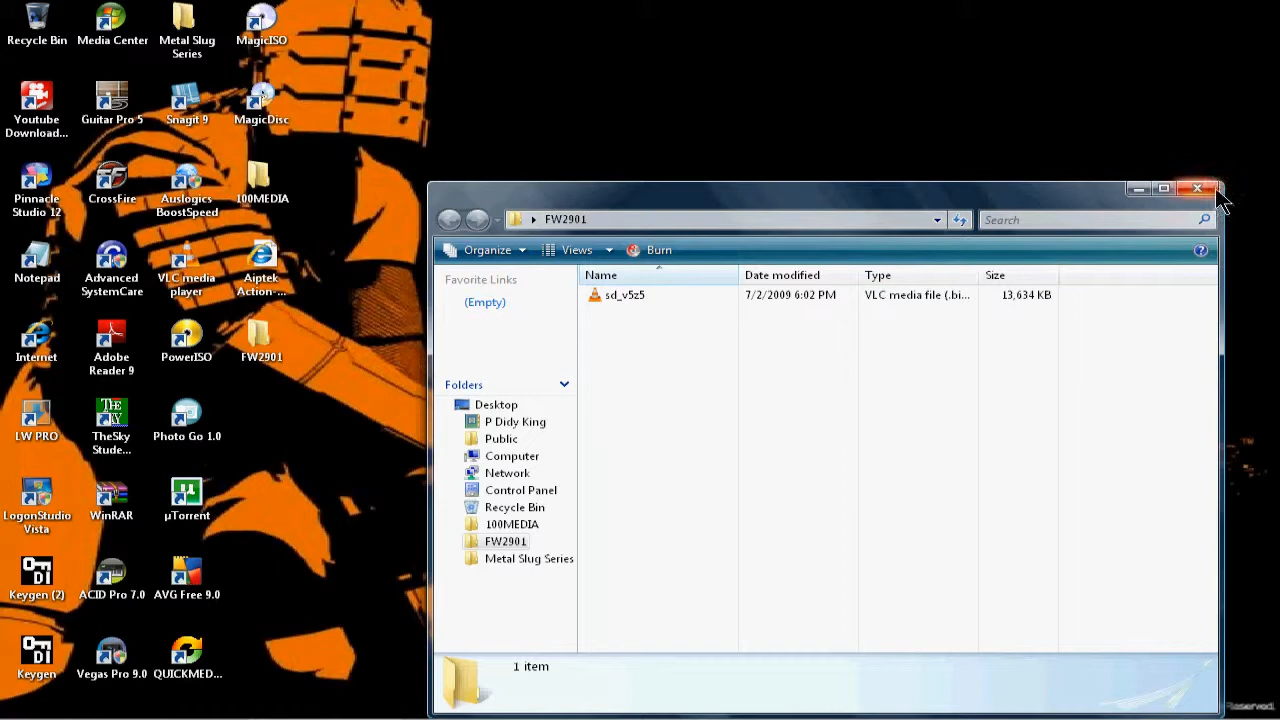 Recycle Bin
Media Center
Metal Slug
Series
MagicISO
Youtube
Download...
Guitar Pro 5
Snagit 9
MagicDisc
Pinnacle
Studio 12
CrossFire
Auslogics
BoostSpeed
100MEDIA
Notepad
Advanced
SystemCare
VLC media
player
Aiptek
Action-...
Internet
Adobe
Reader 9
PowerISO
FW2901
LW PRO
TheSky
Stude...
Photo Go 1.0
LogonStudio
Vista
WinRAR
µTorrent
Keygen (2)
ACID Pro 7.0
AVG Free 9.0
Keygen
Vegas Pro 9.0
QUICKMED...
FW2901
Search
Organize
Views
Burn
Favorite Links
(Empty)
Name
Date modified
Type
Size
sd_v5z5
7/2/2009 6:02 PM
VLC media file (.bi...
13,634 KB
Folders
Desktop
P Didy King
Public
Computer
Network
Control Panel
Recycle Bin
100MEDIA
FW2901
Metal Slug Series
1 item